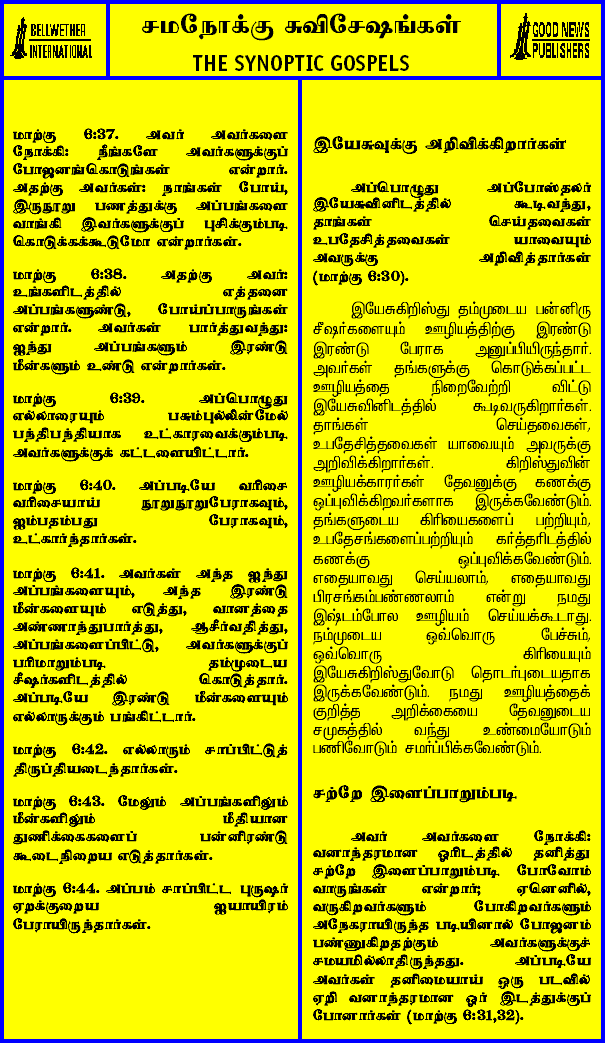 BELLWETHER
INTERNATIONAL
சமநோக்கு சுவிசேஷங்கள்
THE SYNOPTIC GOSPELS
GOOD NEWS
PUBLISHERS
மாற்கு 6:37. அவர் அவர்களை
நோக்கி: நீங்களே அவர்களுக்குப்
போஜனங்கொடுங்கள் என்றார்.
அதற்கு அவர்கள்: நாங்கள் போய்,
இருநூறு பணத்துக்கு அப்பங்களை
வாங்கி இவர்களுக்குப் புசிக்கும்படி
கொடுக்கக்கூடுமோ என்றார்கள்.
மாற்கு 6:38. அதற்கு அவர்:
உங்களிடத்தில் எத்தனை
அப்பங்களுண்டு, போய்ப்பாருங்கள்
என்றார். அவர்கள் பார்த்துவந்து:
ஐந்து அப்பங்களும் இரண்டு
மீன்களும் உண்டு என்றார்கள்.
மாற்கு 6:39. அப்பொழுது
எல்லாரையும் பசும்புல்லின்மேல்
பந்திபந்தியாக உட்காரவைக்கும்படி
அவர்களுக்குக் கட்டளையிட்டார்.
மாற்கு 6:40. அப்படியே வரிசை
வரிசையாய் நூறுநூறுபேராகவும்,
ஐம்பதம்பது பேராகவும்,
உட்கார்ந்தார்கள்.
மாற்கு 6:41. அவர்கள் அந்த ஐந்து
அப்பங்களையும், அந்த இரண்டு
மீன்களையும் எடுத்து, வானத்தை
அண்ணாந்துபார்த்து, ஆசீர்வதித்து,
அப்பங்களைப்பிட்டு, அவர்களுக்குப்
பரிமாறும்படி தம்முடைய
சீஷர்களிடத்தில் கொடுத்தார்.
அப்படியே இரண்டு மீன்களையும்
எல்லாருக்கும் பங்கிட்டார்.
மாற்கு 6:42. எல்லாரும் சாப்பிட்டுத்
திருப்தியடைந்தார்கள்.
மாற்கு 6:43. மேலும் அப்பங்களிலும்
மீன்களிலும் மீதியான
துணிக்கைகளைப் பன்னிரண்டு
கூடைநிறைய எடுத்தார்கள்.
மாற்கு 6:44. அப்பம் சாப்பிட்ட புருஷர்
ஏறக்குறைய ஐயாயிரம்
பேராயிருந்தார்கள்.
இயேசுவுக்கு அறிவிக்கிறார்கள்
அப்பொழுது அப்போஸ்தலர்
இயேசுவினிடத்தில் கூடிவந்து,
தாங்கள் செய்தவைகள்
உபதேசித்தவைகள் யாவையும்
அவருக்கு அறிவித்தார்கள்
(மாற்கு 6:30).
இயேசுகிறிஸ்து தம்முடைய பன்னிரு
சீஷர்களையும் ஊழியத்திற்கு இரண்டு
இரண்டு பேராக அனுப்பியிருந்தார்.
அவர்கள் தங்களுக்கு கொடுக்கப்பட்ட
ஊழியத்தை நிறைவேற்றி விட்டு
இயேசுவினிடத்தில் கூடிவருகிறார்கள்.
தாங்கள் செய்தவைகள்,
உபதேசித்தவைகள் யாவையும் அவருக்கு
அறிவிக்கிறார்கள். கிறிஸ்துவின்
ஊழியக்காரர்கள் தேவனுக்கு கணக்கு
ஒப்புவிக்கிறவர்களாக இருக்கவேண்டும்.
தங்களுடைய கிரியைகளைப் பற்றியும்,
உபதேசங்களைப்பற்றியும் கர்த்தரிடத்தில்
கணக்கு ஒப்புவிக்கவேண்டும்.
எதையாவது செய்யலாம், எதையாவது
பிரசங்கம்பண்ணலாம் என்று நமது
இஷ்டம்போல ஊழியம் செய்யக்கூடாது.
நம்முடைய ஒவ்வொரு பேச்சும்,
ஒவ்வொரு கிரியையும்
இயேசுகிறிஸ்துவோடு தொடர்புடையதாக
இருக்கவேண்டும். நமது ஊழியத்தைக்
குறித்த அறிக்கையை தேவனுடைய
சமுகத்தில் வந்து உண்மையோடும்
பணிவோடும் சமர்ப்பிக்கவேண்டும்.
சற்றே இளைப்பாறும்படி
அவர் அவர்களை நோக்கி:
வனாந்தரமான ஓரிடத்தில் தனித்து
சற்றே இளைப்பாறும்படி போவோம்
வாருங்கள் என்றார்; ஏனெனில்,
வருகிறவர்களும் போகிறவர்களும்
அநேகராயிருந்த படியினால் போஜனம்
பண்ணுகிறதற்கும் அவர்களுக்குச்
சமயமில்லாதிருந்தது. அப்படியே
அவர்கள் தனிமையாய் ஒரு படவில்
ஏறி வனாந்தரமான ஓர் இடத்துக்குப்
போனார்கள் (மாற்கு 6:31,32).